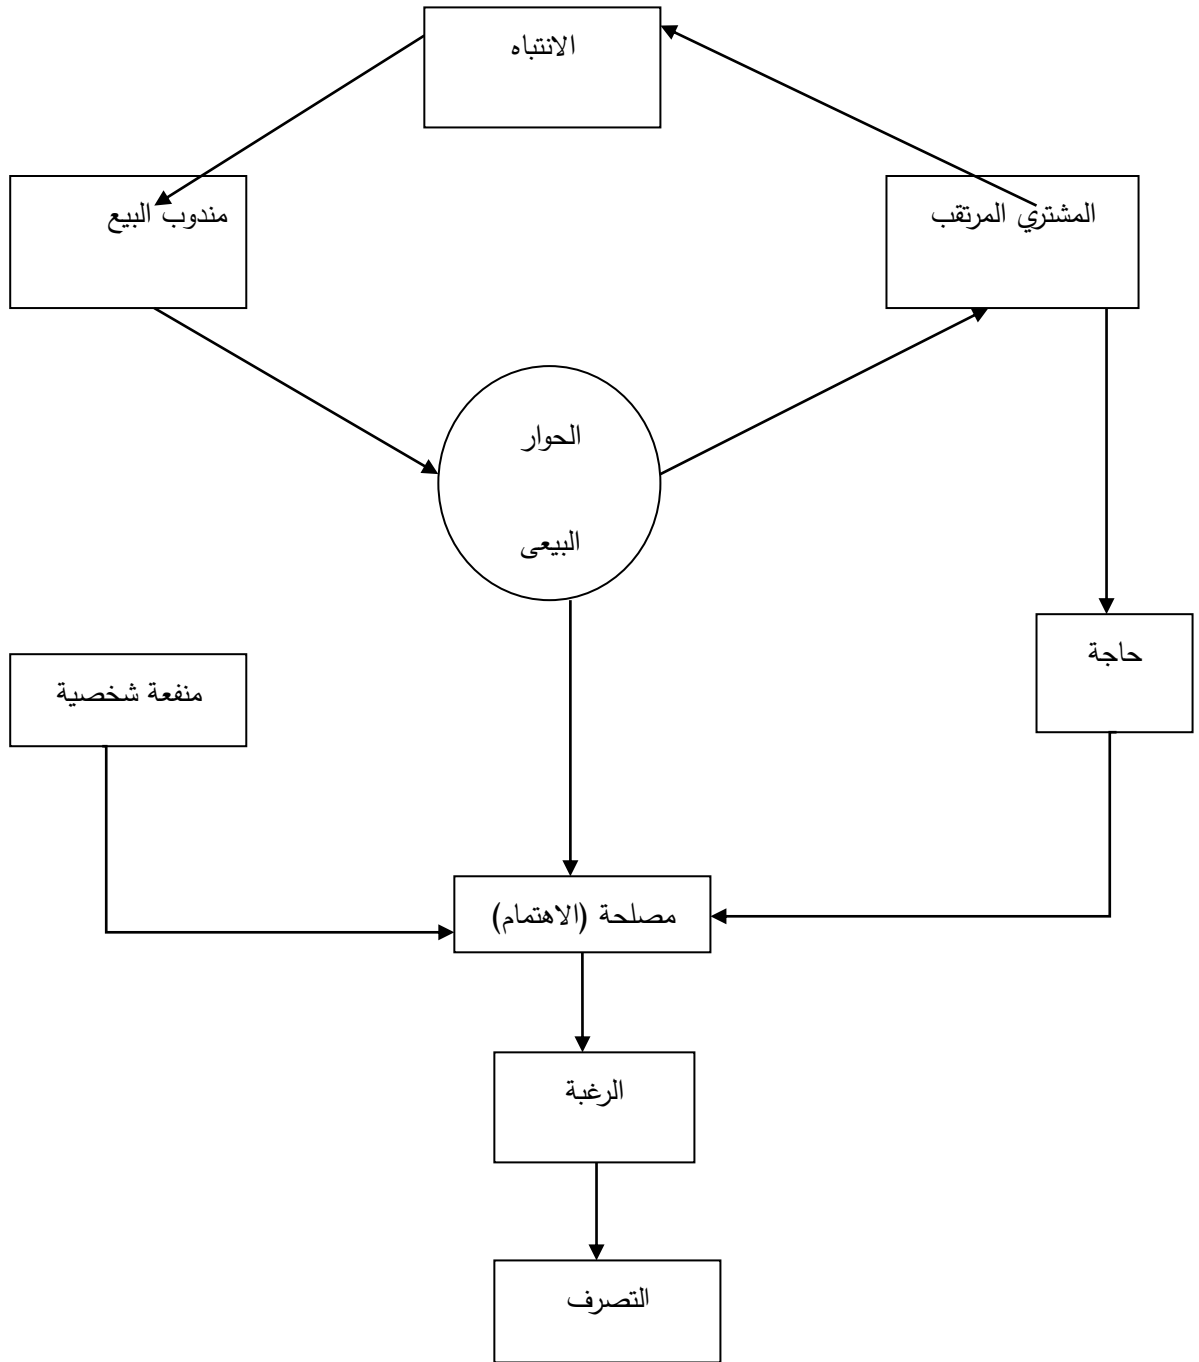 الانتباه
المشتري المرتقب
مندوب البيع
الحوار
البيعى
حاجة
منفعة شخصية
مصلحة (الاهتمام)
الرغبة
التصرف